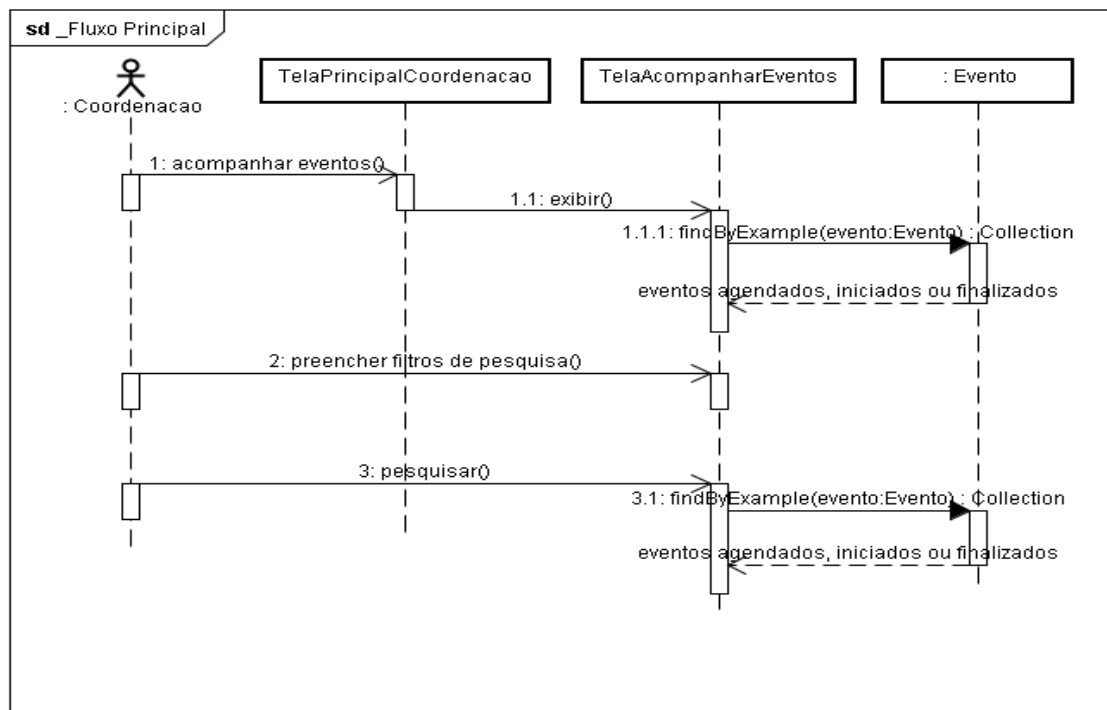 sd _Fluxo Principal
: Coordenacao
TelaPrincipalCoordenacao
TelaAcompanharEventos
: Evento
1: acompanhar eventos()
1.1: exibir()
1.1.1: findByExample(evento:Evento) : Collection
eventos agendados, iniciados ou finalizados
2: preencher filtros de pesquisa()
3: pesquisar()
3.1: findByExample(evento:Evento) : Collection
eventos agendados, iniciados ou finalizados